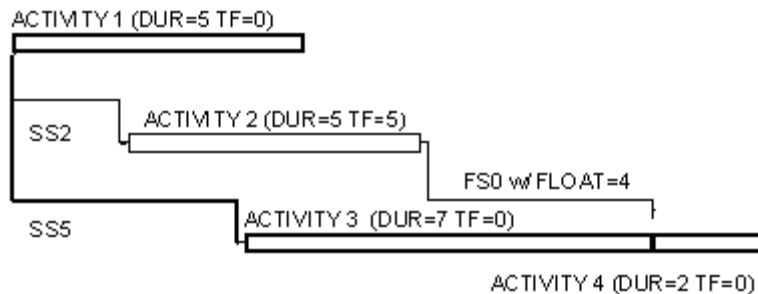 ACTIVITY 1 (DUR=5 TF=0)
ACTIVITY 2 (DUR=5 TF=5)
SS2
FS0 w/ FLOAT=4
ACTIVITY 3 (DUR=7 TF=0)
SS5
ACTIVITY 4 (DUR=2 TF=0)